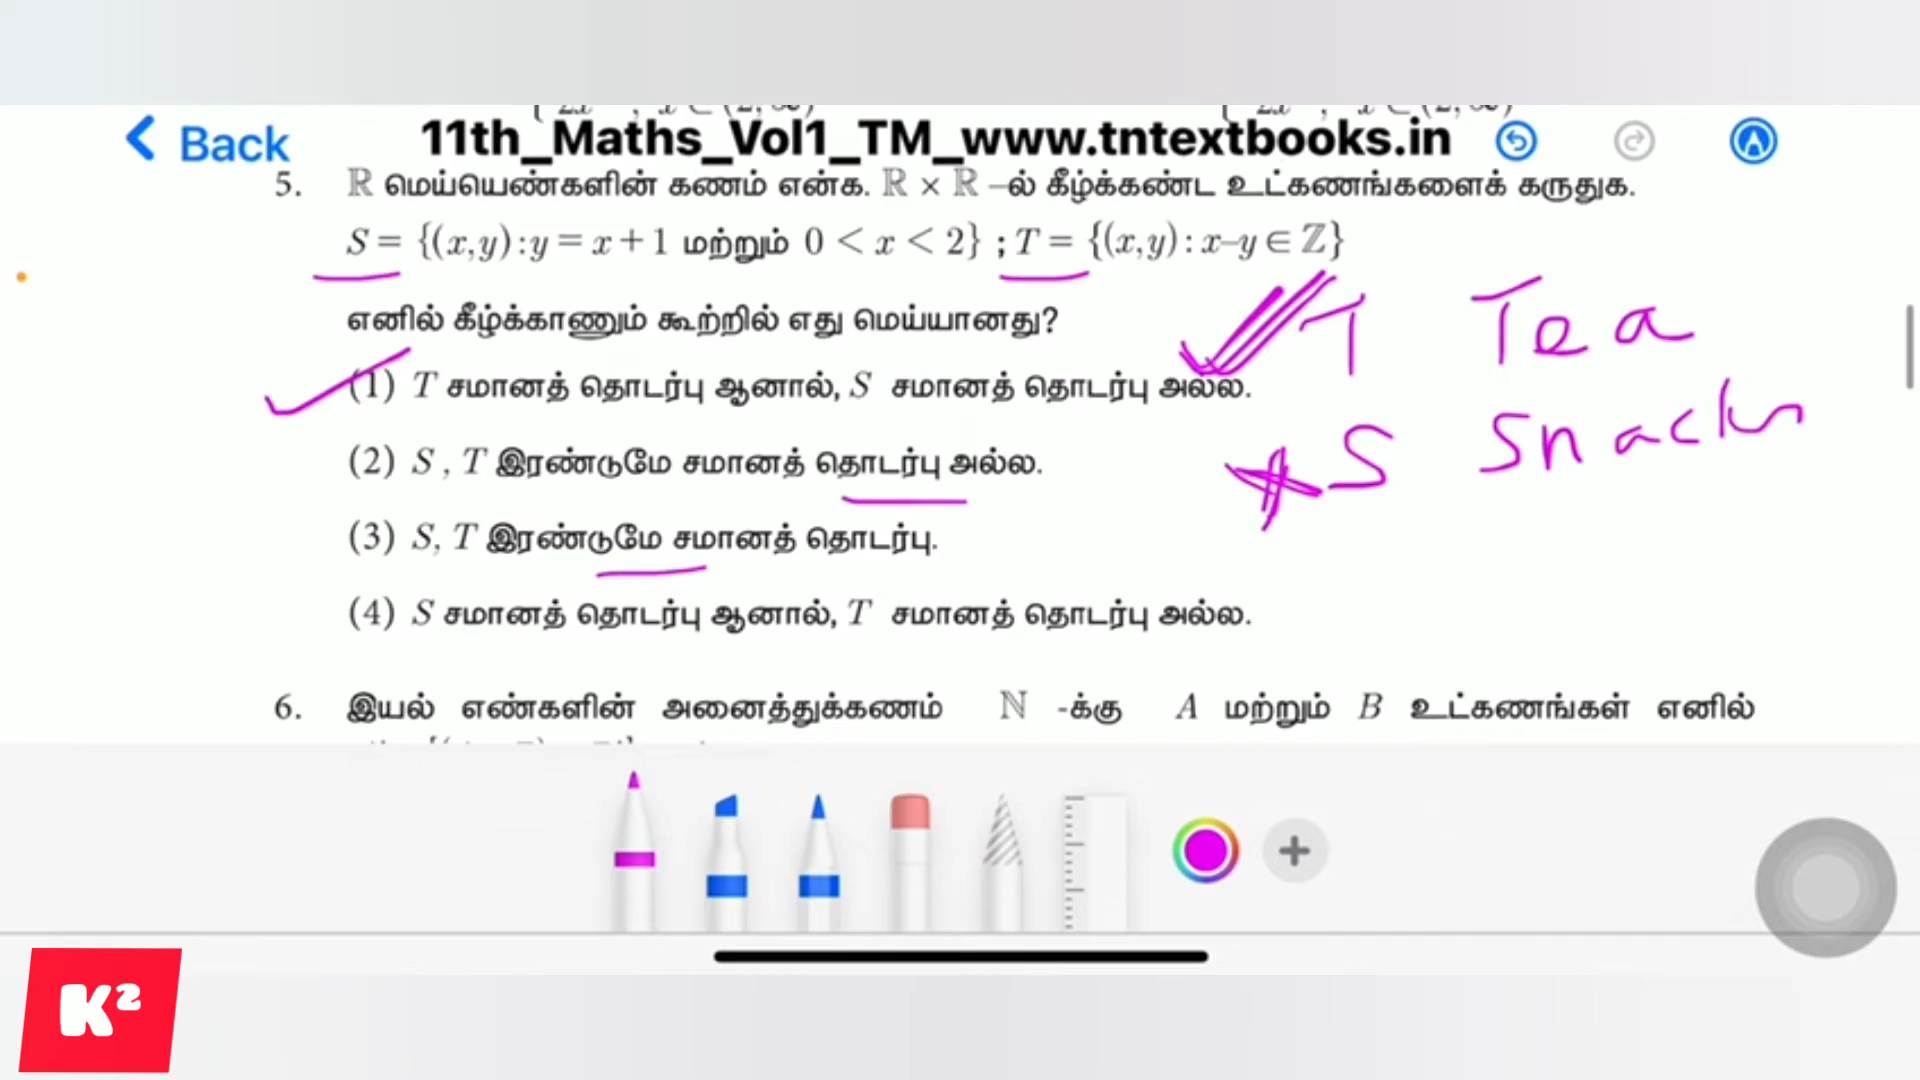 Back
11th_Maths_Vol1_TM_www.tntextbooks.in
5. ℝ மெய்யெண்களின் கணம் என்க. ℝ × ℝ –ல் கீழ்க்கண்ட உட்கணங்களைக் கருதுக.
S = {(x,y) : y = x + 1 மற்றும் 0 < x < 2} ; T = {(x,y) : x–y ∈ ℤ}
எனில் கீழ்க்காணும் கூற்றில் எது மெய்யானது?
T Tea
(1) T சமானத் தொடர்பு ஆனால், S சமானத் தொடர்பு அல்ல.
S Snacks
(2) S , T இரண்டுமே சமானத் தொடர்பு அல்ல.
(3) S, T இரண்டுமே சமானத் தொடர்பு.
(4) S சமானத் தொடர்பு ஆனால், T சமானத் தொடர்பு அல்ல.
6. இயல் எண்களின் அனைத்துக்கணம் ℕ -க்கு A மற்றும் B உட்கணங்கள் எனில்
K²